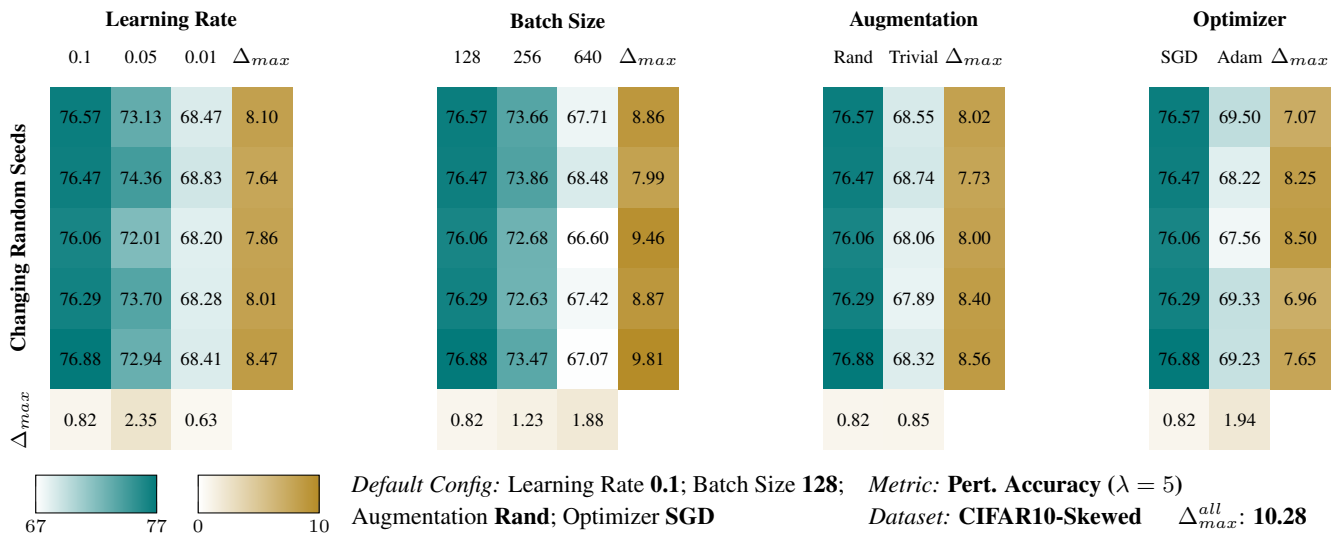 Learning Rate Batch Size Augmentation Optimizer
0.1 0.05 0.01 Δmax 128 256 640 Δmax Rand Trivial Δmax SGD Adam Δmax
Changing Random Seeds
76.57 73.13 68.47 8.10 76.57 73.66 67.71 8.86 76.57 68.55 8.02 76.57 69.50 7.07
76.47 74.36 68.83 7.64 76.47 73.86 68.48 7.99 76.47 68.74 7.73 76.47 68.22 8.25
76.06 72.01 68.20 7.86 76.06 72.68 66.60 9.46 76.06 68.06 8.00 76.06 67.56 8.50
76.29 73.70 68.28 8.01 76.29 72.63 67.42 8.87 76.29 67.89 8.40 76.29 69.33 6.96
76.88 72.94 68.41 8.47 76.88 73.47 67.07 9.81 76.88 68.32 8.56 76.88 69.23 7.65
Δmax 0.82 2.35 0.63 0.82 1.23 1.88 0.82 0.85 0.82 1.94
67 77 0 10
Default Config: Learning Rate 0.1; Batch Size 128;
Augmentation Rand; Optimizer SGD
Metric: Pert. Accuracy (λ = 5)
Dataset: CIFAR10-Skewed Δ^all_max: 10.28